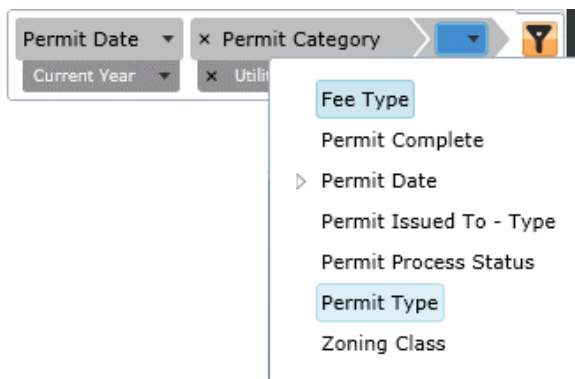 Permit Date × Permit Category
Current Year × Utili
Fee Type
Permit Complete
Permit Date
Permit Issued To - Type
Permit Process Status
Permit Type
Zoning Class